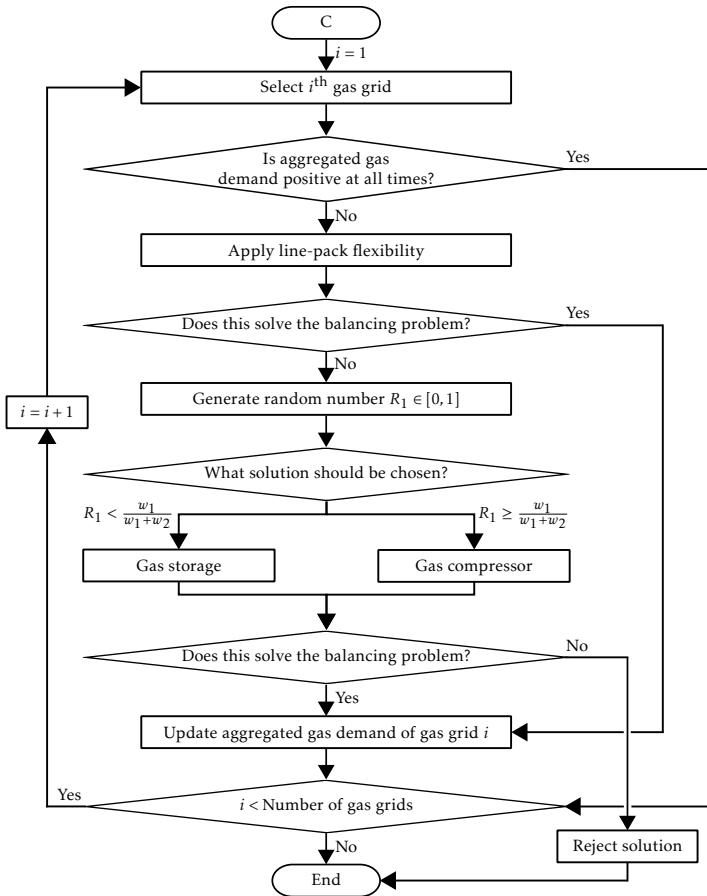 C
i = 1
Select iᵗʰ gas grid
Is aggregated gas
demand positive at all times?
Yes
No
Apply line-pack flexibility
Does this solve the balancing problem?
Yes
No
Generate random number R₁ ∈ [0, 1]
i = i + 1
What solution should be chosen?
R₁ < w₁/(w₁+w₂)
R₁ ≥ w₁/(w₁+w₂)
Gas storage
Gas compressor
Does this solve the balancing problem?
No
Yes
Update aggregated gas demand of gas grid i
Yes
i < Number of gas grids
No
Reject solution
End